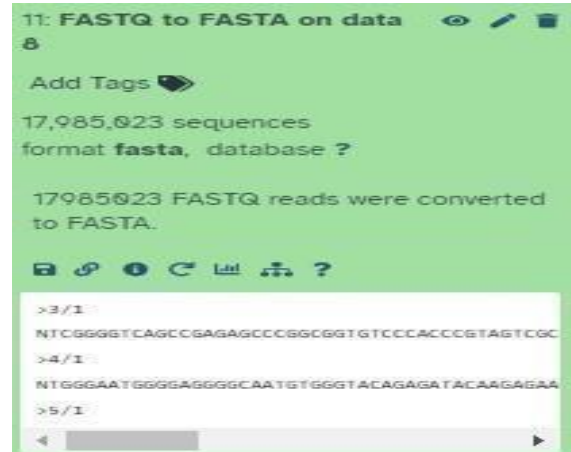 11: FASTQ to FASTA on data
8
Add Tags
17,985,023 sequences
format fasta, database ?
17985023 FASTQ reads were converted
to FASTA.
?
>3/1
NTCGGGGTCAGCCGAGAGCCCGGCGGTGTCCCACCCGTAGTCGC
>4/1
NTGGGAATGGGGAGGGGCAATGTGGGTACAGAGATACAAGAGAA
>5/1